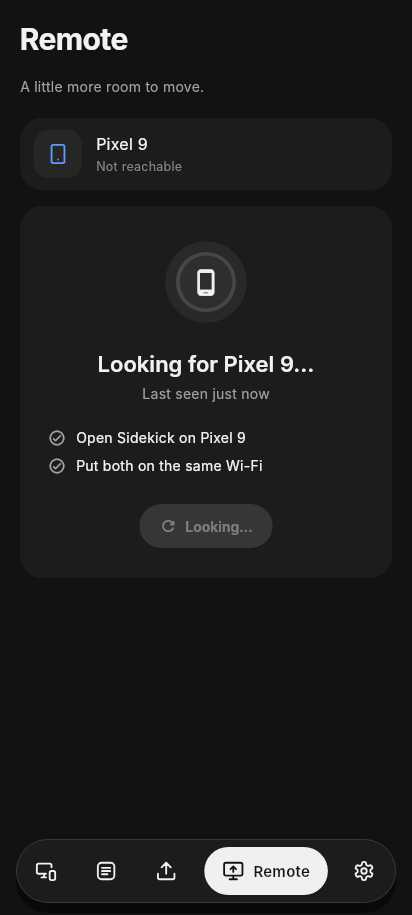 Remote
A little more room to move.
Pixel 9
Not reachable
Looking for Pixel 9...
Last seen just now
Open Sidekick on Pixel 9
Put both on the same Wi-Fi
Looking...
Remote